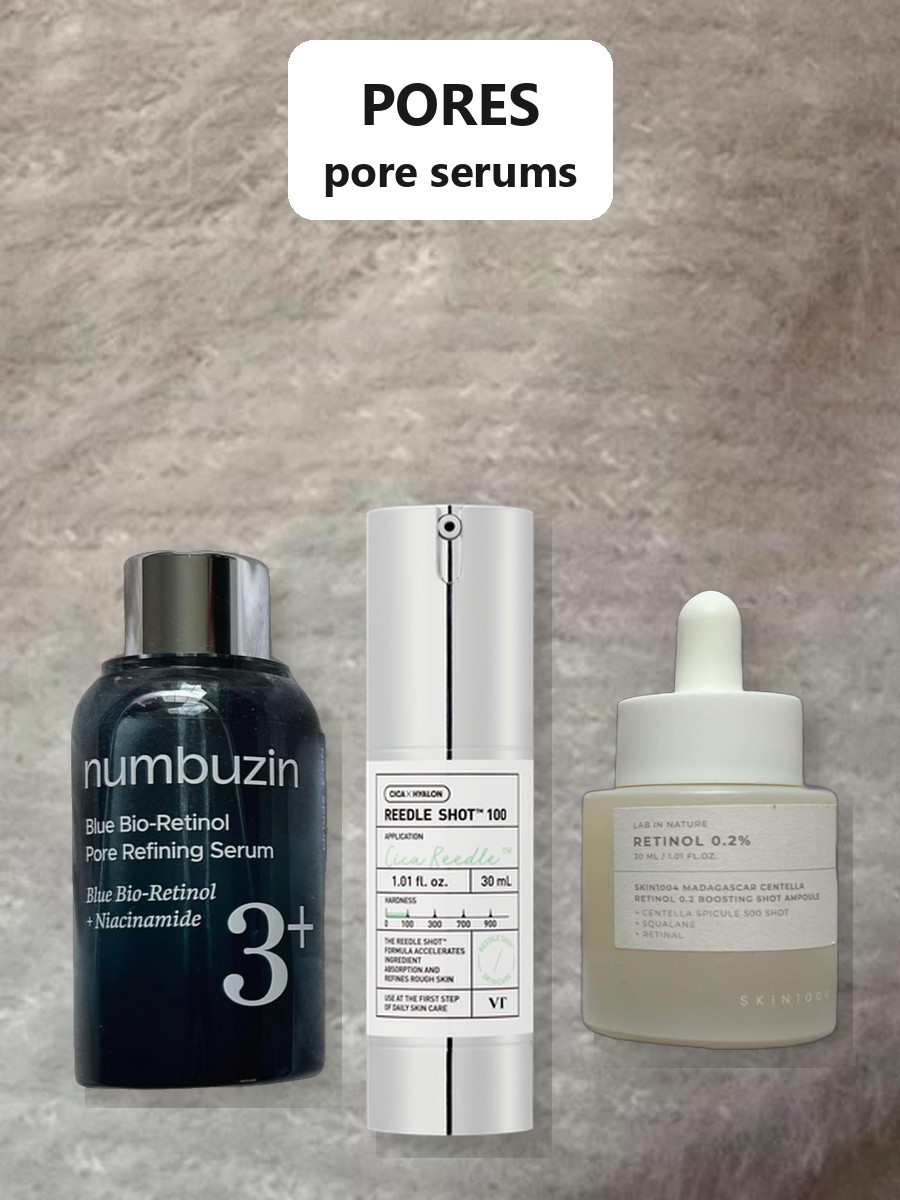 PORES
pore serums
numbuzin
Blue Bio-Retinol
Pore Refining Serum
Blue Bio-Retinol
+ Niacinamide
3+
CICA × HYALON
REEDLE SHOT™ 100
APPLICATION
Cica Reedle™
1.01 fl. oz.
30 mL
HARDNESS
0 100 300 700 900
THE REEDLE SHOT™
FORMULA ACCELERATES
INGREDIENT
ABSORPTION AND
REFINES ROUGH SKIN
REEDLE SHOT
SKINCARE
USE AT THE FIRST STEP
OF DAILY SKIN CARE
VT
LAB IN NATURE
RETINOL 0.2%
30 ML / 1.01 FL.OZ.
SKIN1004 MADAGASCAR CENTELLA
RETINOL 0.2 BOOSTING SHOT AMPOULE
+ CENTELLA SPICULE 500 SHOT
+ SQUALANE
+ RETINAL
SKIN1004